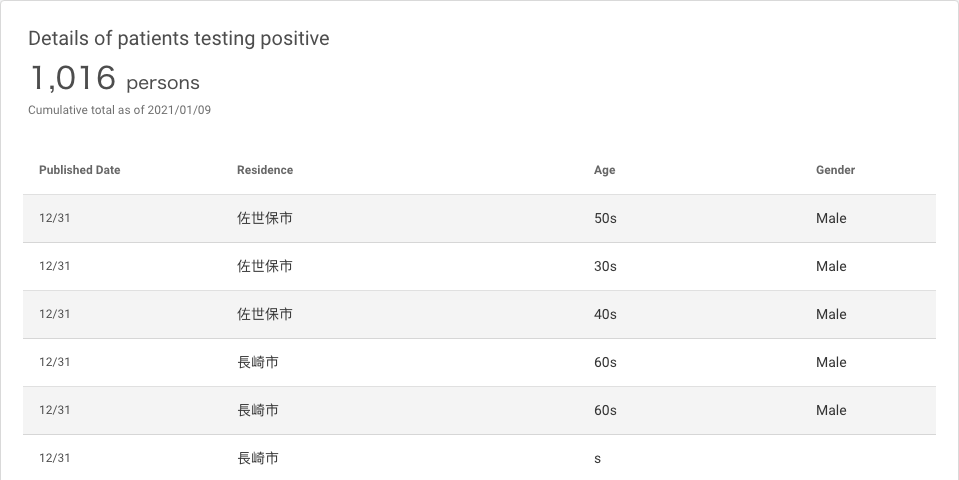 Details of patients testing positive
1,016 persons
Cumulative total as of 2021/01/09
Published Date Residence Age Gender
12/31 佐世保市 50s Male
12/31 佐世保市 30s Male
12/31 佐世保市 40s Male
12/31 長崎市 60s Male
12/31 長崎市 60s Male
12/31 長崎市 s